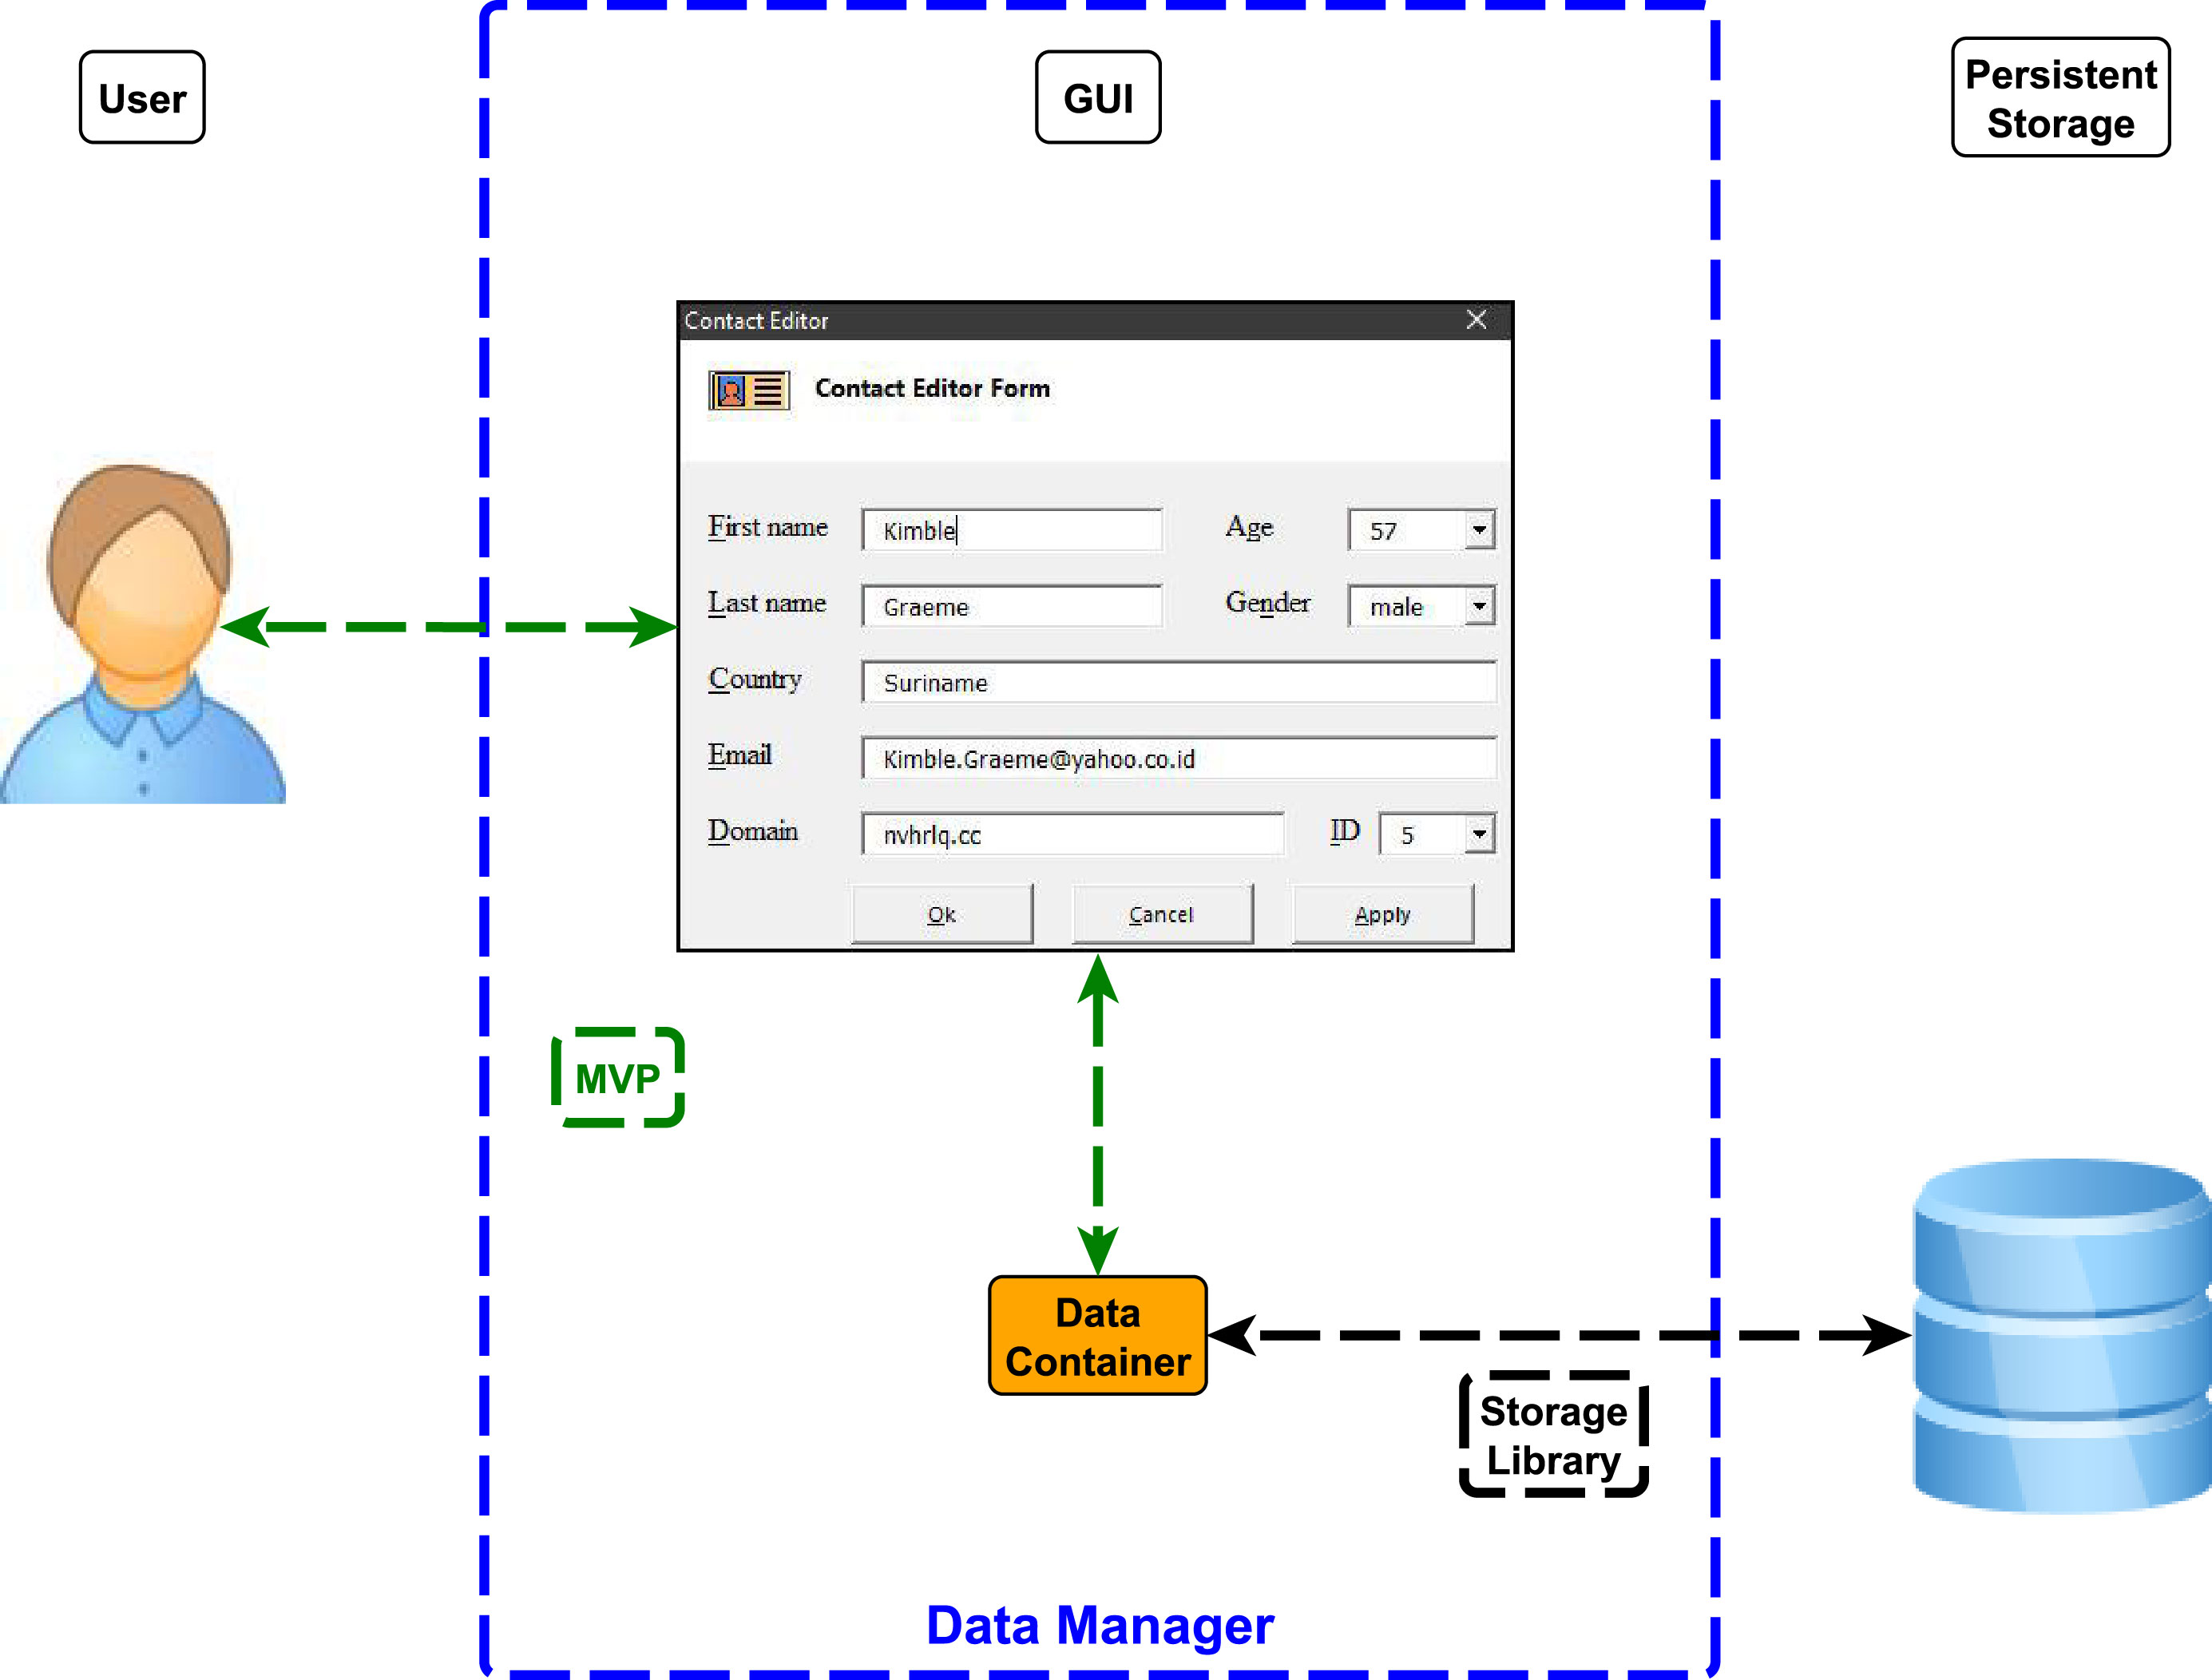 User
GUI
Persistent
Storage
Contact Editor
Contact Editor Form
First name Kimble Age 57
Last name Graeme Gender male
Country Suriname
Email Kimble.Graeme@yahoo.co.id
Domain nvhrlq.cc ID 5
Ok Cancel Apply
MVP
Data
Container
Storage
Library
Data Manager